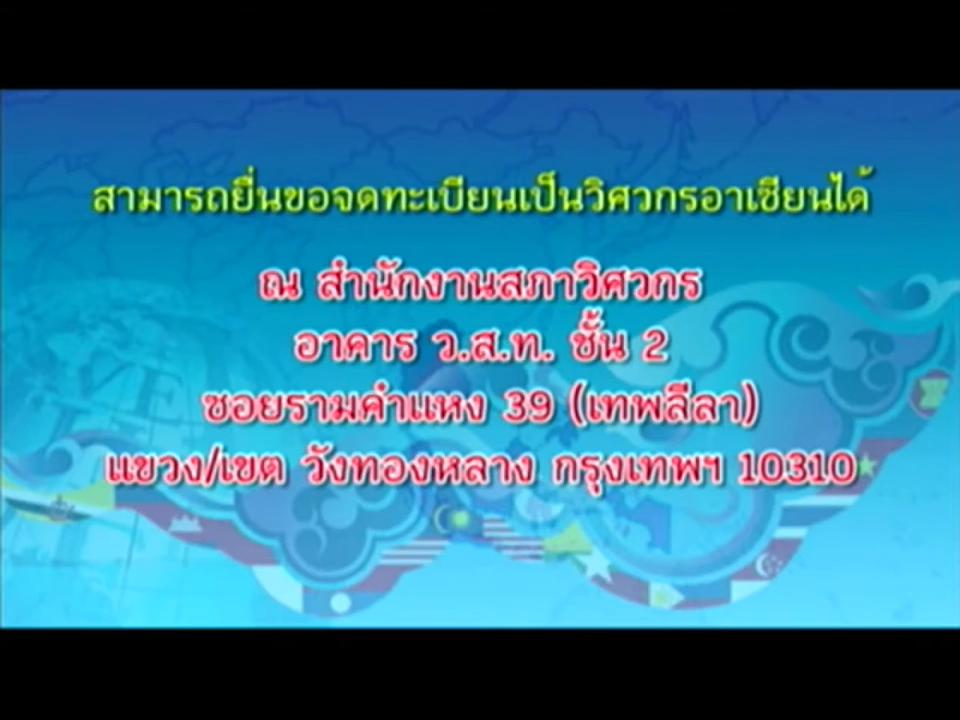 สามารถยื่นขอจดทะเบียนเป็นวิศวกรอาเซียนได้
ณ สำนักงานสภาวิศวกร
อาคาร ว.ส.ท. ชั้น 2
ซอยรามคำแหง 39 (เทพลีลา)
แขวง/เขต วังทองหลาง กรุงเทพฯ 10310